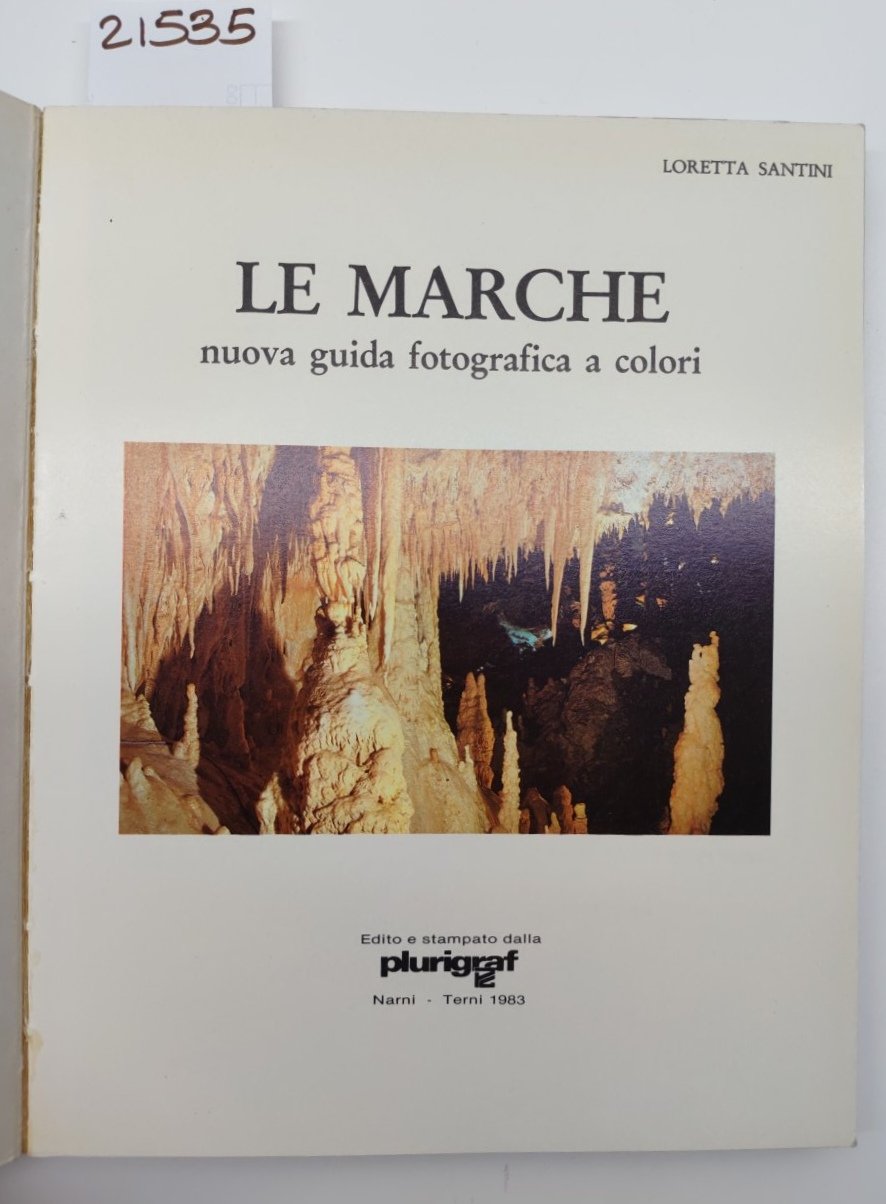 21535
LORETTA SANTINI
LE MARCHE
nuova guida fotografica a colori
Edito e stampato dalla
plurigraf
Narni - Terni 1983